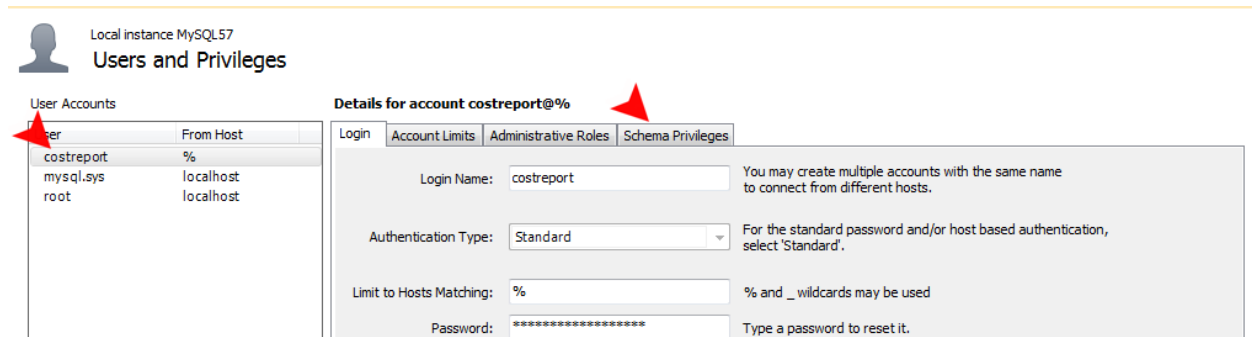 Local instance MySQL57
Users and Privileges
User Accounts
Details for account costreport@%
From Host
Login Account Limits Administrative Roles Schema Privileges
costreport %
mysql.sys localhost
root localhost
Login Name: costreport
You may create multiple accounts with the same name
to connect from different hosts.
Authentication Type: Standard
For the standard password and/or host based authentication,
select 'Standard'.
Limit to Hosts Matching: %
% and _ wildcards may be used
Password: ******************
Type a password to reset it.